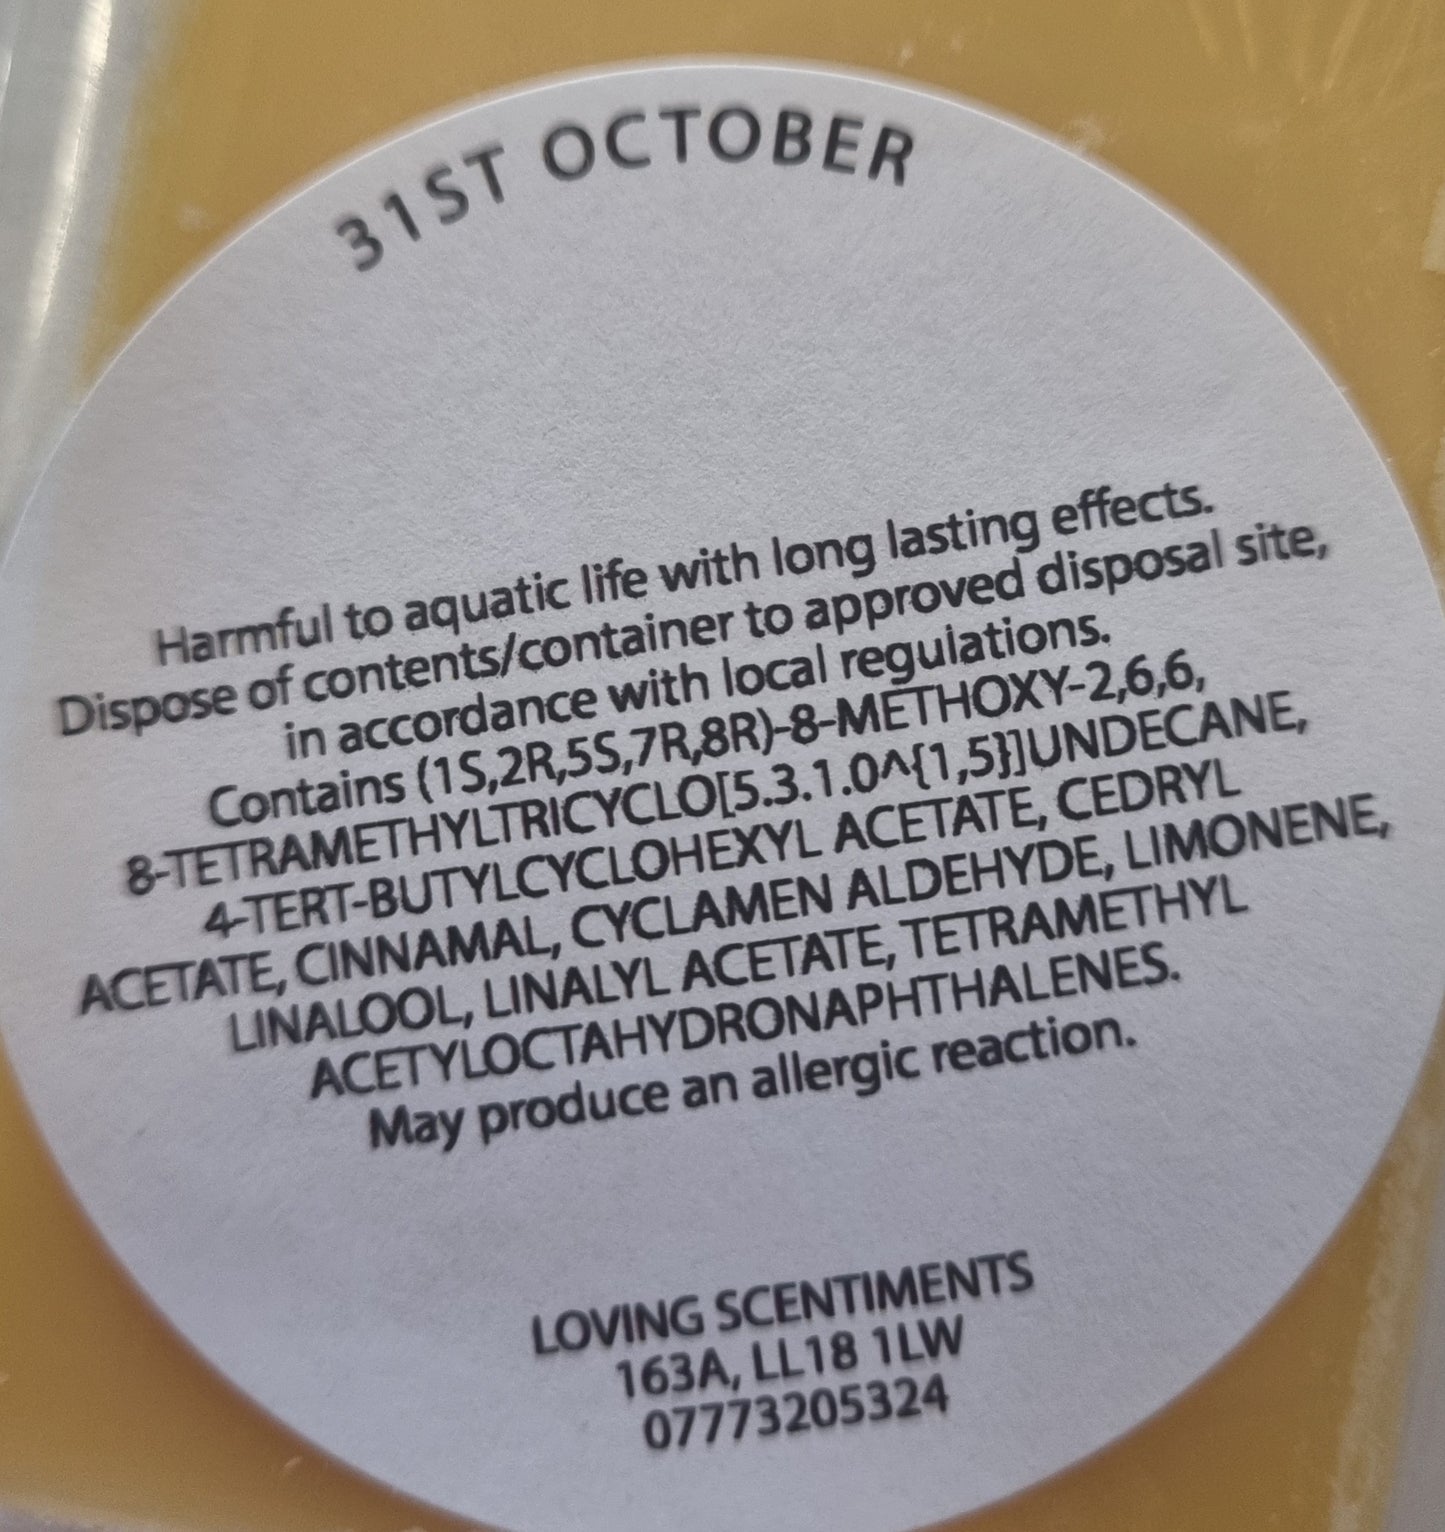 31ST OCTOBER
Harmful to aquatic life with long lasting effects.
Dispose of contents/container to approved disposal site,
in accordance with local regulations.
Contains (1S,2R,5S,7R,8R)-8-METHOXY-2,6,6,
8-TETRAMETHYLTRICYCLO[5.3.1.0^{1,5}]UNDECANE,
4-TERT-BUTYLCYCLOHEXYL ACETATE, CEDRYL
ACETATE, CINNAMAL, CYCLAMEN ALDEHYDE, LIMONENE,
LINALOOL, LINALYL ACETATE, TETRAMETHYL
ACETYLOCTAHYDRONAPHTHALENES.
May produce an allergic reaction.
LOVING SCENTIMENTS
163A, LL18 1LW
07773205324